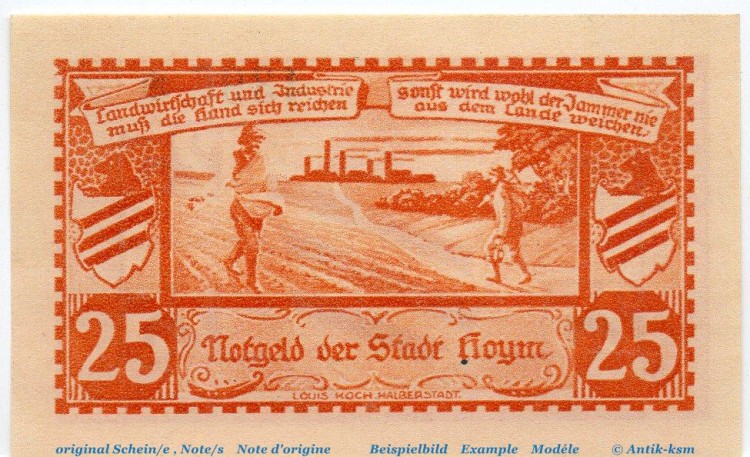 Landwirtschaft und Industrie
muß die Hand sich reichen
sonst wird wohl der Jammer nie
aus dem Lande weichen.
25
Notgeld der Stadt Hoym
25
LOUIS KOCH. HALBERSTADT.
original Schein/e , Note/s Note d'origine Beispielbild Example Modéle © Antik-ksm